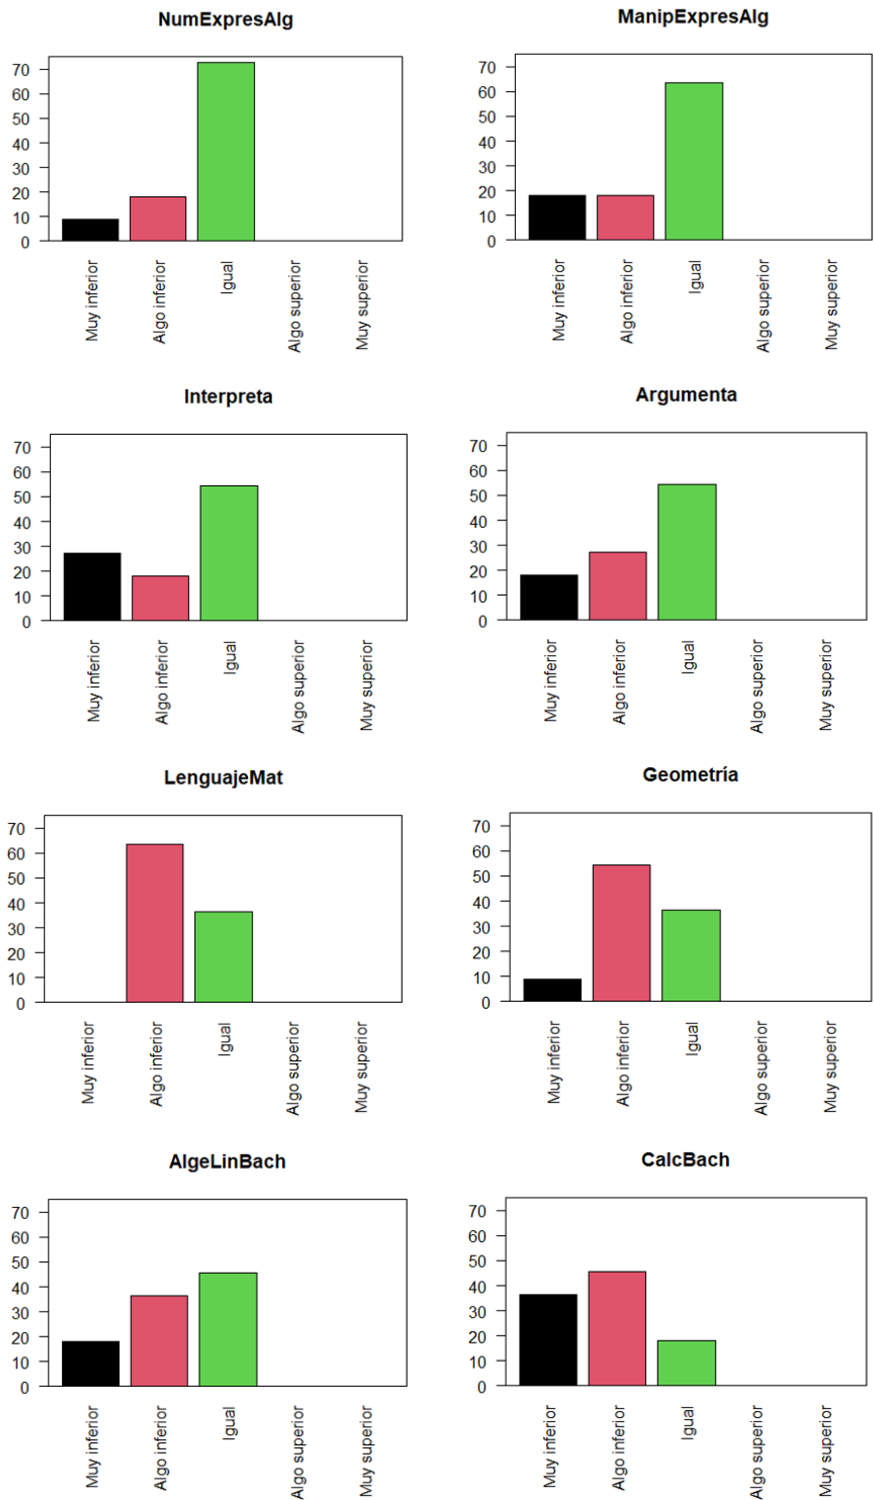 NumExpresAlg
70
60
50
40
30
20
10
0
Muy inferior
Algo inferior
Igual
Algo superior
Muy superior
ManipExpresAlg
70
60
50
40
30
20
10
0
Muy inferior
Algo inferior
Igual
Algo superior
Muy superior
Interpreta
70
60
50
40
30
20
10
0
Muy inferior
Algo inferior
Igual
Algo superior
Muy superior
Argumenta
70
60
50
40
30
20
10
0
Muy inferior
Algo inferior
Igual
Algo superior
Muy superior
LenguajeMat
70
60
50
40
30
20
10
0
Muy inferior
Algo inferior
Igual
Algo superior
Muy superior
Geometría
70
60
50
40
30
20
10
0
Muy inferior
Algo inferior
Igual
Algo superior
Muy superior
AlgeLinBach
70
60
50
40
30
20
10
0
Muy inferior
Algo inferior
Igual
Algo superior
Muy superior
CalcBach
70
60
50
40
30
20
10
0
Muy inferior
Algo inferior
Igual
Algo superior
Muy superior